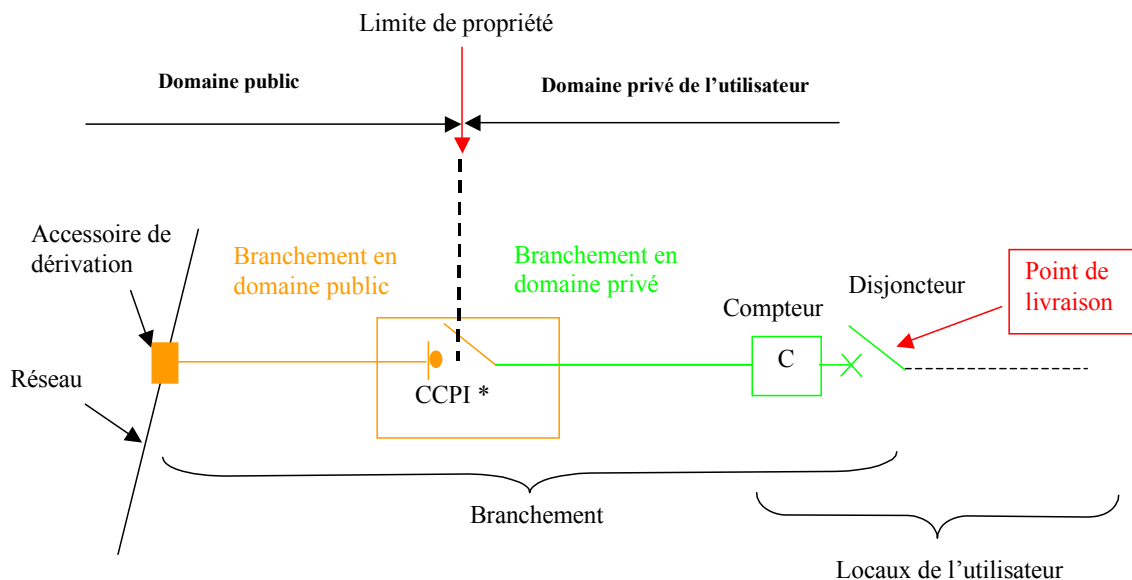 Limite de propriété
Domaine public
Domaine privé de l'utilisateur
Accessoire de
dérivation
Branchement en
domaine public
Branchement en
domaine privé
Compteur
Disjoncteur
Point de
livraison
Réseau
CCPI *
C
Branchement
Locaux de l'utilisateur